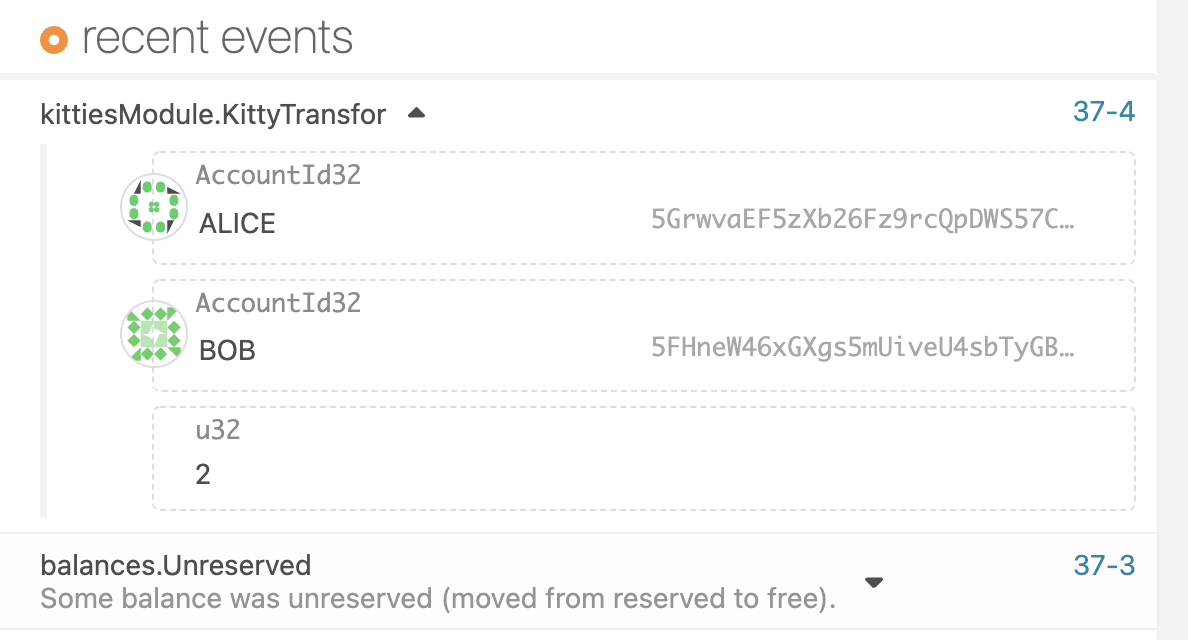 recent events
kittiesModule.KittyTransfor 37-4
AccountId32
ALICE 5GrwvaEF5zXb26Fz9rcQpDWS57C…
AccountId32
BOB 5FHneW46xGXgs5mUiveU4sbTyGB…
u32
2
balances.Unreserved 37-3
Some balance was unreserved (moved from reserved to free).